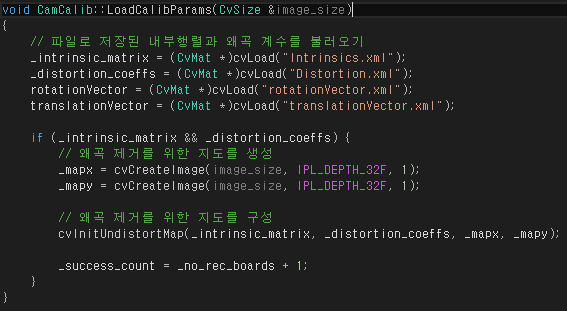 void CamCalib::LoadCalibParams(CvSize &image_size)
{
// 파일로 저장된 내부행렬과 왜곡 계수를 불러오기
_intrinsic_matrix = (CvMat *)cvLoad("Intrinsics.xml");
_distortion_coeffs = (CvMat *)cvLoad("Distortion.xml");
rotationVector = (CvMat *)cvLoad("rotationVector.xml");
translationVector = (CvMat *)cvLoad("translationVector.xml");
if (_intrinsic_matrix && _distortion_coeffs) {
// 왜곡 제거를 위한 지도를 생성
_mapx = cvCreateImage(image_size, IPL_DEPTH_32F, 1);
_mapy = cvCreateImage(image_size, IPL_DEPTH_32F, 1);
// 왜곡 제거를 위한 지도를 구성
cvInitUndistortMap(_intrinsic_matrix, _distortion_coeffs, _mapx, _mapy);
_success_count = _no_rec_boards + 1;
}
}